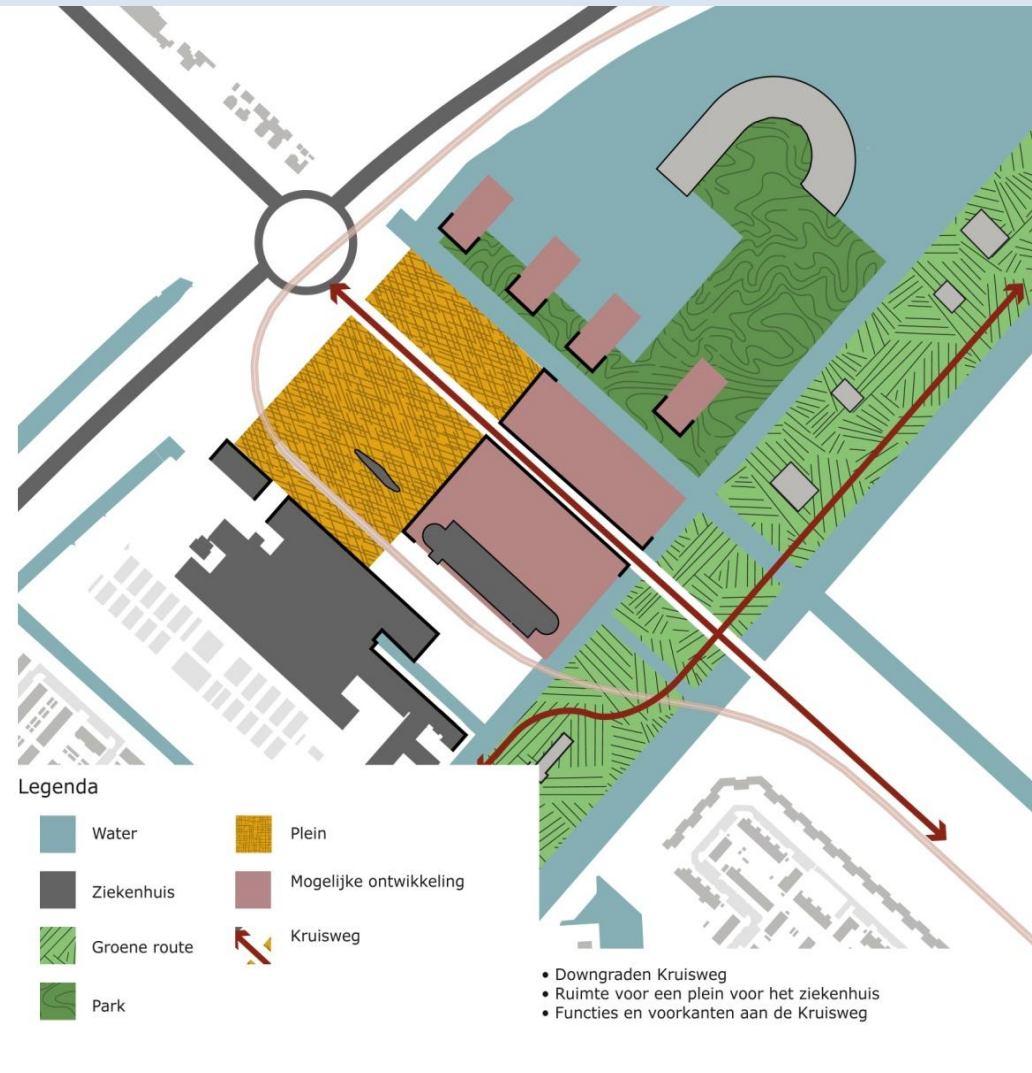 Legenda
Water
Plein
Ziekenhuis
Mogelijke ontwikkeling
Groene route
Kruisweg
Park
• Downgraden Kruisweg
• Ruimte voor een plein voor het ziekenhuis
• Functies en voorkanten aan de Kruisweg